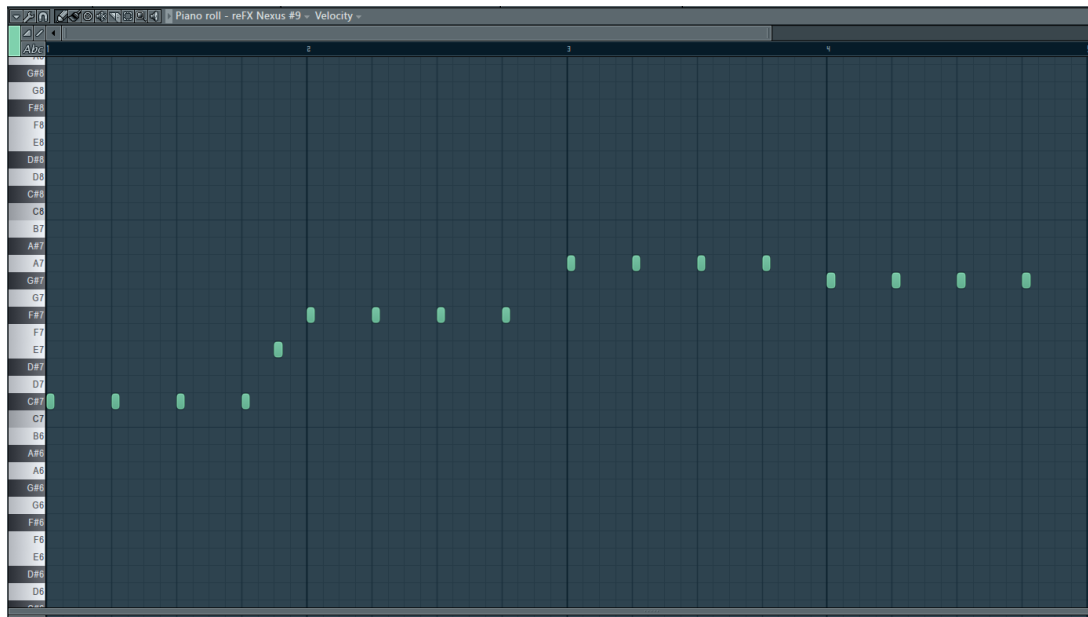 Piano roll - reFX Nexus #9 - Velocity -
Abc 1 2 3 4
G#8
G8
F#8
F8
E8
D#8
D8
C#8
C8
B7
A#7
A7
G#7
G7
F#7
F7
E7
D#7
D7
C#7
C7
B6
A#6
A6
G#6
G6
F#6
F6
E6
D#6
D6